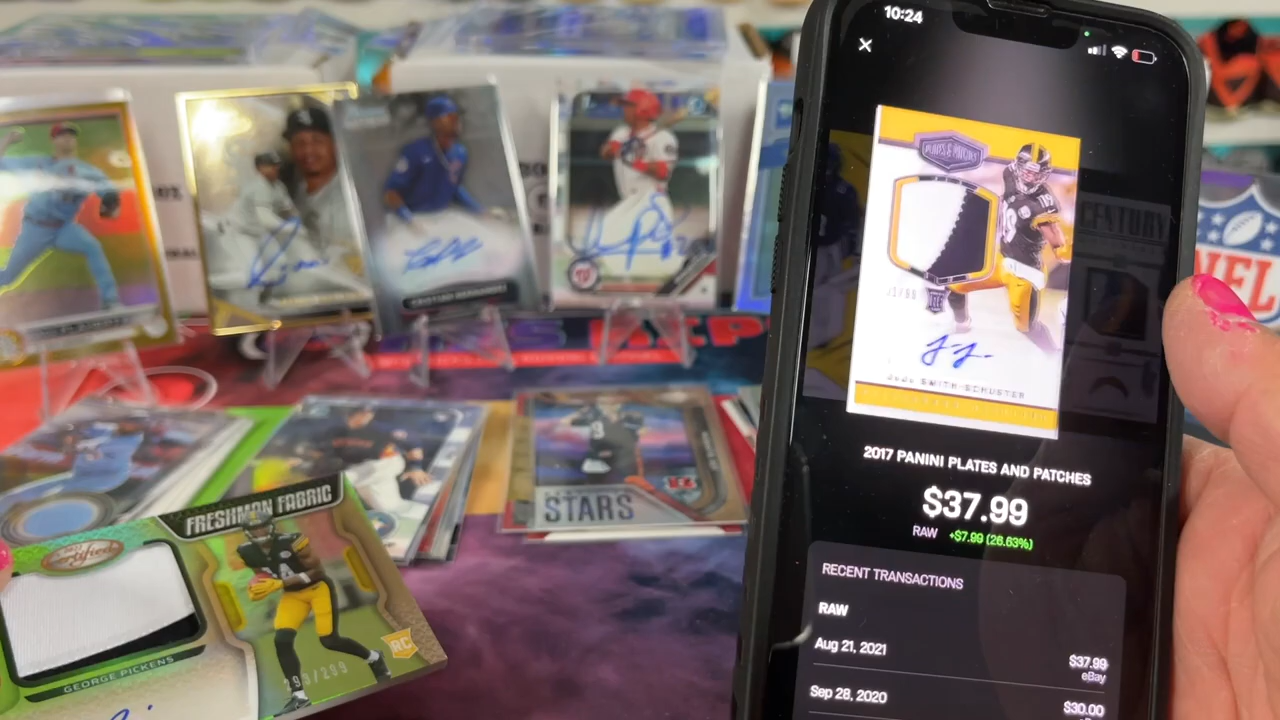 10:24
PLATES & PATCHES
JuJu SMITH-SCHUSTER
CENTURY
2017 PANINI PLATES AND PATCHES
$37.99
RAW +$7.99 (26.63%)
RECENT TRANSACTIONS
RAW
Aug 21, 2021
$37.99
eBay
Sep 28, 2020
$30.00
NFL
STARS
FRESHMAN FABRIC
Certified
GEORGE PICKENS
RC